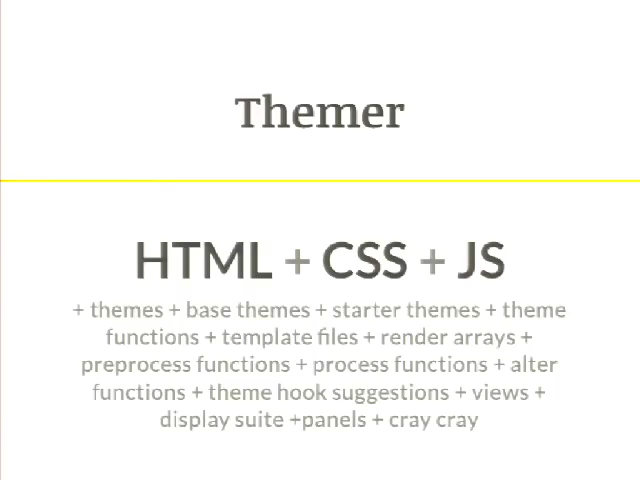 Themer
HTML + CSS + JS
+ themes + base themes + starter themes + theme
functions + template files + render arrays +
preprocess functions + process functions + alter
functions + theme hook suggestions + views +
display suite +panels + cray cray